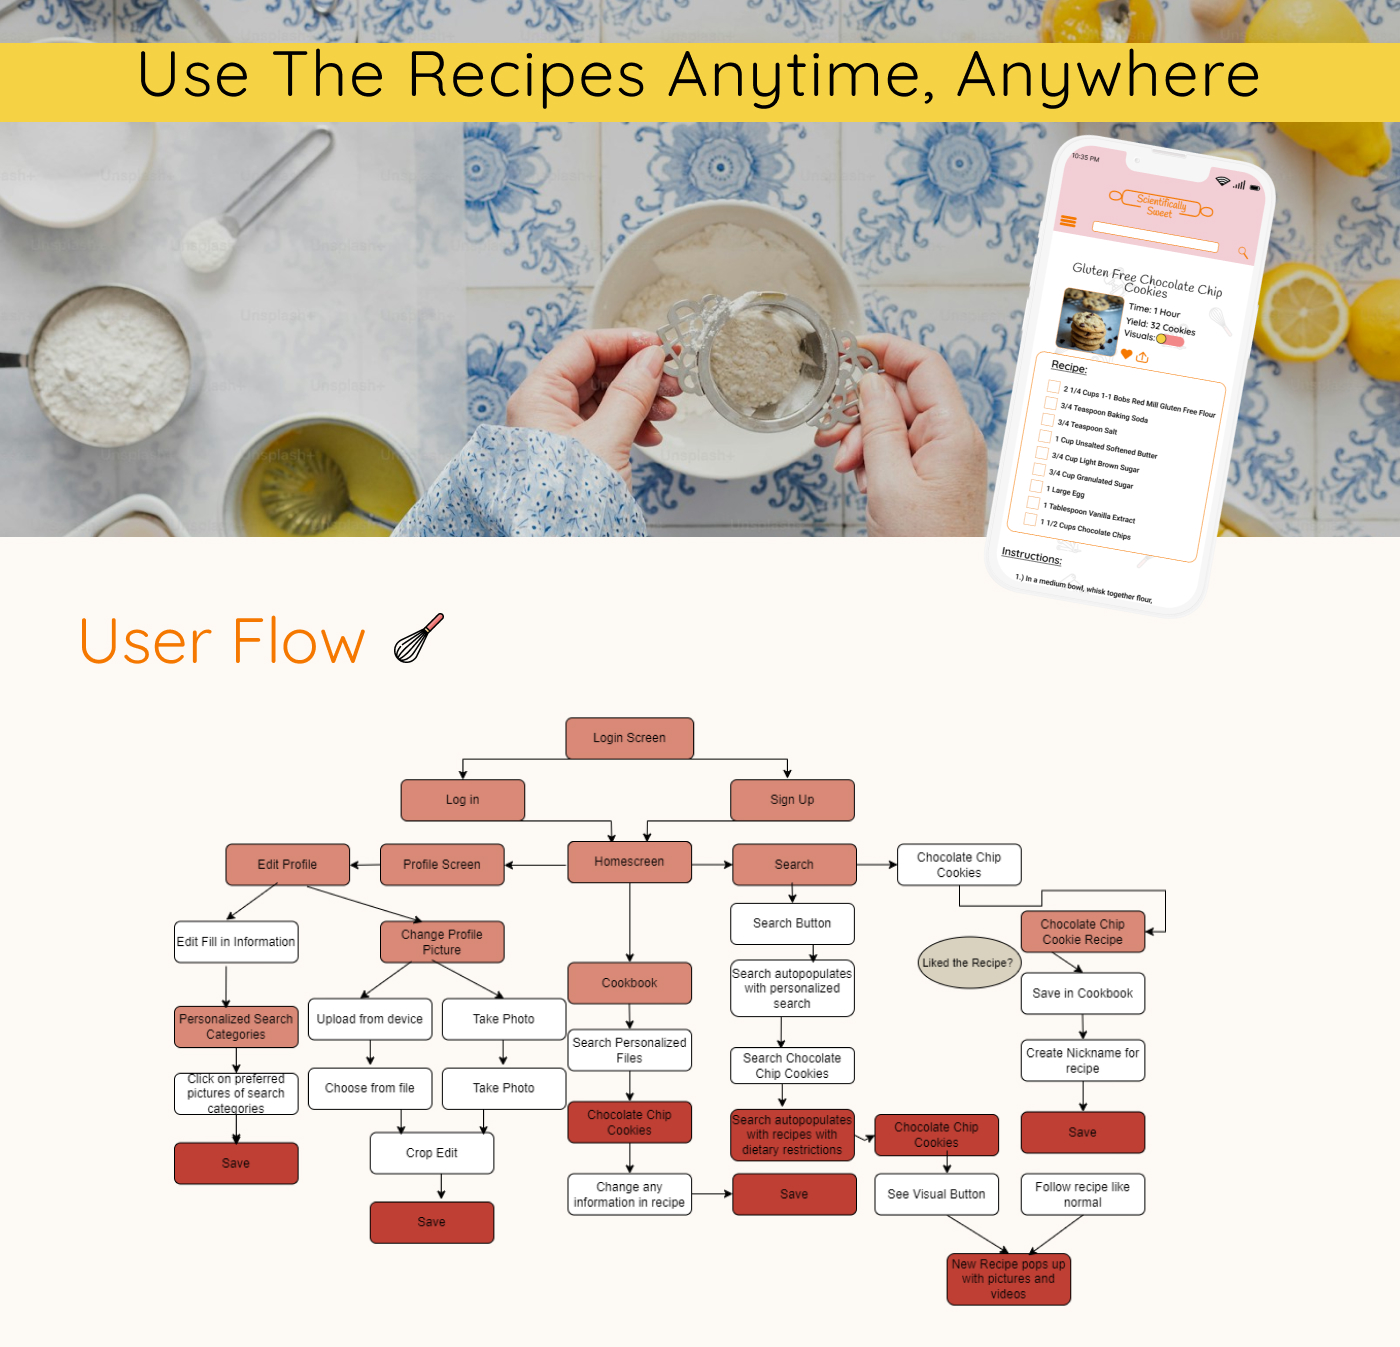 Use The Recipes Anytime, Anywhere
10:35 PM
Scientifically
Sweet
Gluten Free Chocolate Chip
Cookies
Time: 1 Hour
Yield: 32 Cookies
Visuals:
Recipe:
2 1/4 Cups 1-1 Bobs Red Mill Gluten Free Flour
3/4 Teaspoon Baking Soda
3/4 Teaspoon Salt
1 Cup Unsalted Softened Butter
3/4 Cup Light Brown Sugar
3/4 Cup Granulated Sugar
1 Large Egg
1 Tablespoon Vanilla Extract
1 1/2 Cups Chocolate Chips
Instructions:
1.) In a medium bowl, whisk together flour,
Unsplash+
User Flow
Login Screen
Log in
Sign Up
Edit Profile
Profile Screen
Homescreen
Search
Chocolate Chip
Cookies
Edit Fill in Information
Change Profile
Picture
Search Button
Chocolate Chip
Cookie Recipe
Liked the Recipe?
Cookbook
Search autopopulates
with personalized
search
Save in Cookbook
Personalized Search
Categories
Upload from device
Take Photo
Search Personalized
Files
Search Chocolate
Chip Cookies
Create Nickname for
recipe
Click on preferred
pictures of search
categories
Choose from file
Take Photo
Chocolate Chip
Cookies
Search autopopulates
with recipes with
dietary restrictions
Chocolate Chip
Cookies
Save
Save
Crop Edit
Change any
information in recipe
Save
See Visual Button
Follow recipe like
normal
Save
New Recipe pops up
with pictures and
videos